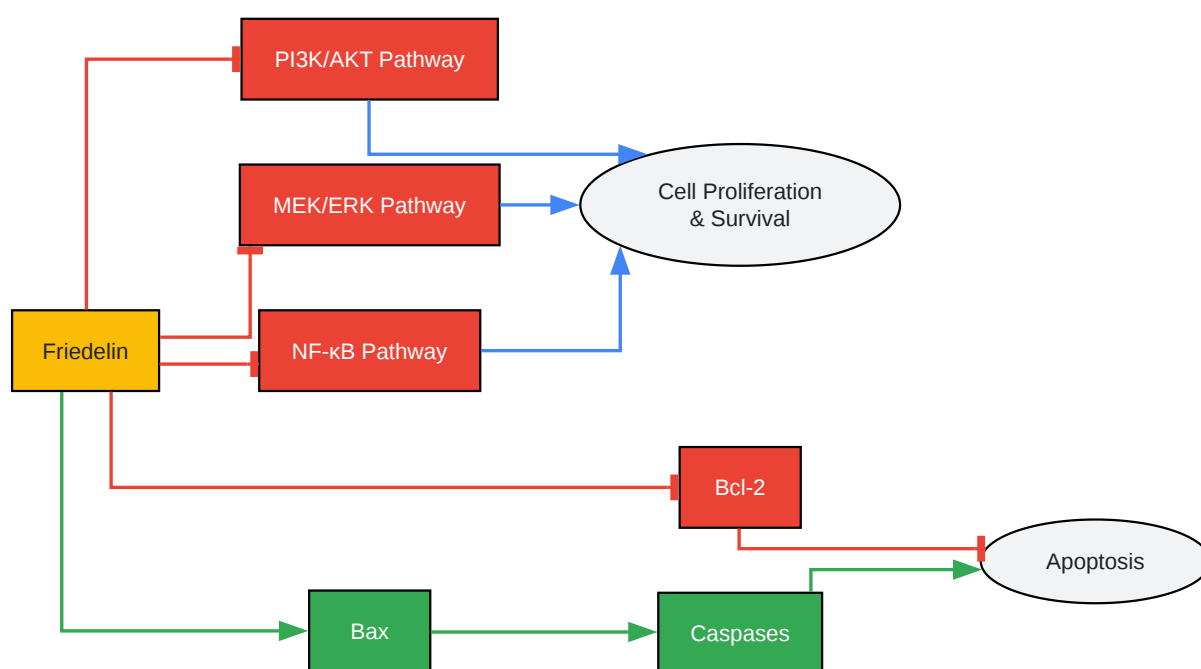 PI3K/AKT Pathway
Cell Proliferation
& Survival
MEK/ERK Pathway
Friedelin
NF-κB Pathway
Bcl-2
Apoptosis
Bax
Caspases